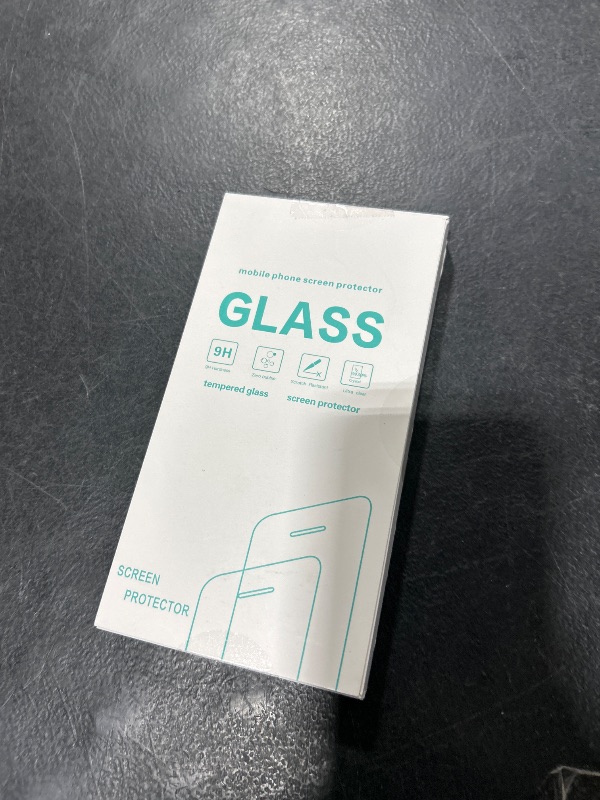 mobile phone screen protector
GLASS
9H
tempered glass screen protector
SCREEN
PROTECTOR